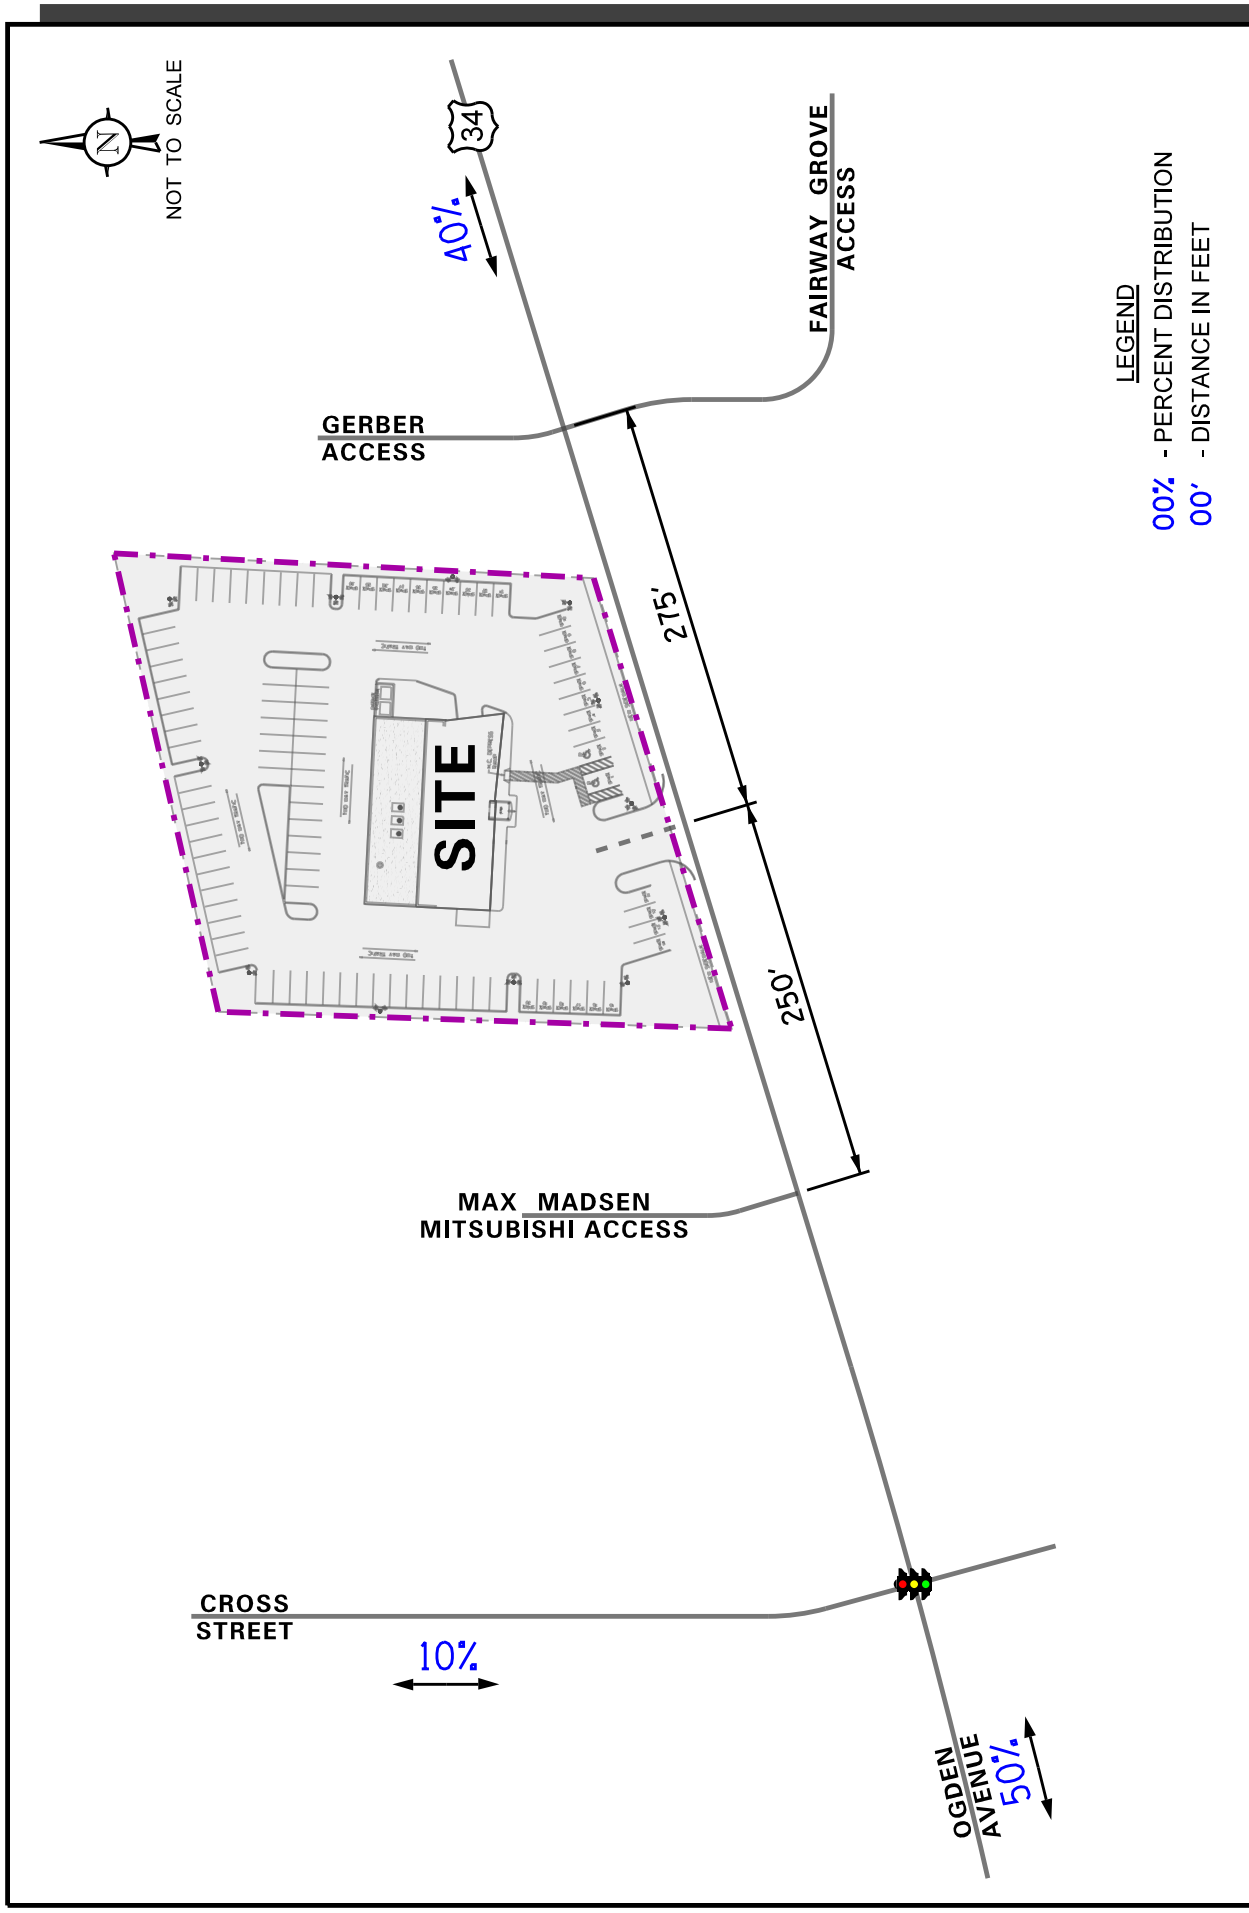 NOT TO SCALE
N
34
40%
FAIRWAY GROVE
ACCESS
GERBER
ACCESS
LEGEND
00% - PERCENT DISTRIBUTION
00' - DISTANCE IN FEET
275'
SITE
250'
MAX MADSEN
MITSUBISHI ACCESS
CROSS
STREET
10%
OGDEN
AVENUE
50%